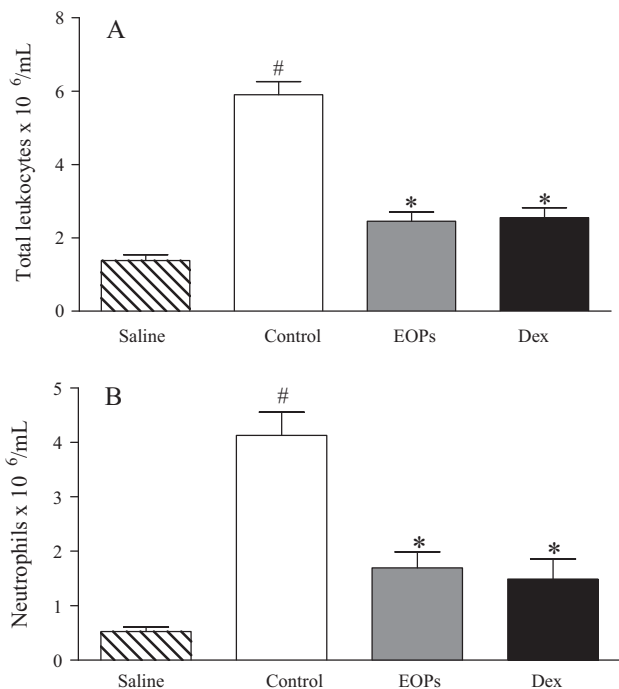 A
Total leukocytes x 10 6/mL
8
6
4
2
0
#
*
*
Saline Control EOPs Dex
B
Neutrophils x 10 6/mL
5
4
3
2
1
0
#
*
*
Saline Control EOPs Dex